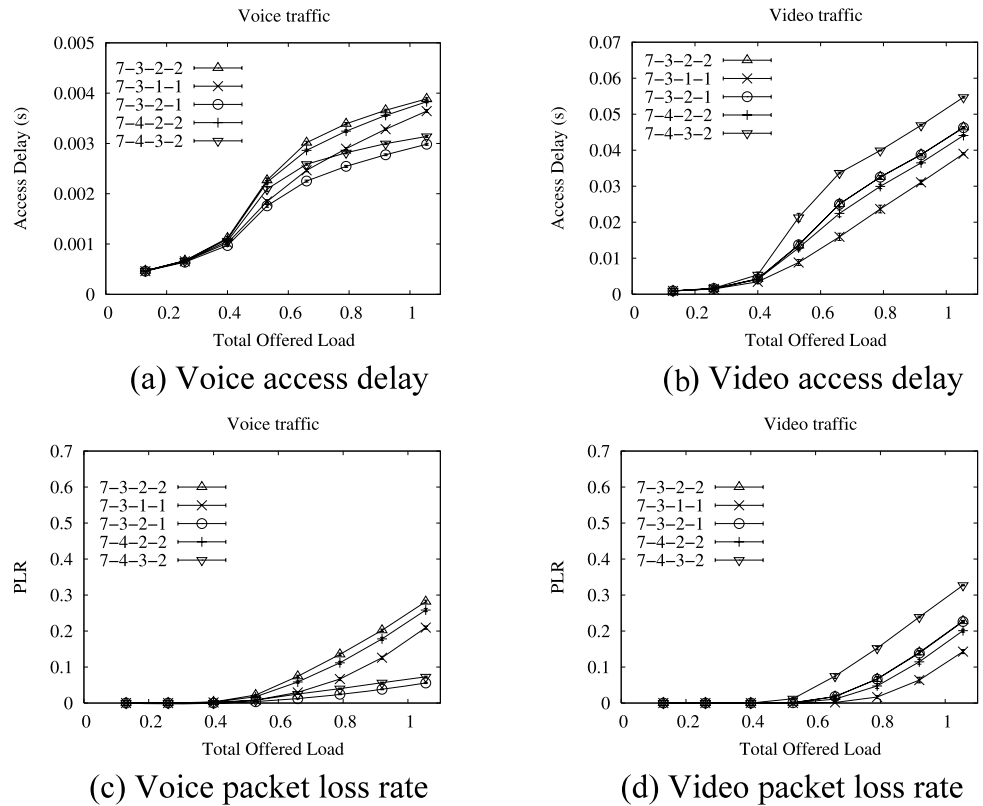 Voice traffic
0.005
0.004
0.003
0.002
0.001
0
Access Delay (s)
7−3−2−2
7−3−1−1
7−3−2−1
7−4−2−2
7−4−3−2
0 0.2 0.4 0.6 0.8 1
Total Offered Load
(a) Voice access delay
Video traffic
0.07
0.06
0.05
0.04
0.03
0.02
0.01
0
Access Delay (s)
7−3−2−2
7−3−1−1
7−3−2−1
7−4−2−2
7−4−3−2
0 0.2 0.4 0.6 0.8 1
Total Offered Load
(b) Video access delay
Voice traffic
0.7
0.6
0.5
0.4
0.3
0.2
0.1
0
PLR
7−3−2−2
7−3−1−1
7−3−2−1
7−4−2−2
7−4−3−2
0 0.2 0.4 0.6 0.8 1
Total Offered Load
(c) Voice packet loss rate
Video traffic
0.7
0.6
0.5
0.4
0.3
0.2
0.1
0
PLR
7−3−2−2
7−3−1−1
7−3−2−1
7−4−2−2
7−4−3−2
0 0.2 0.4 0.6 0.8 1
Total Offered Load
(d) Video packet loss rate